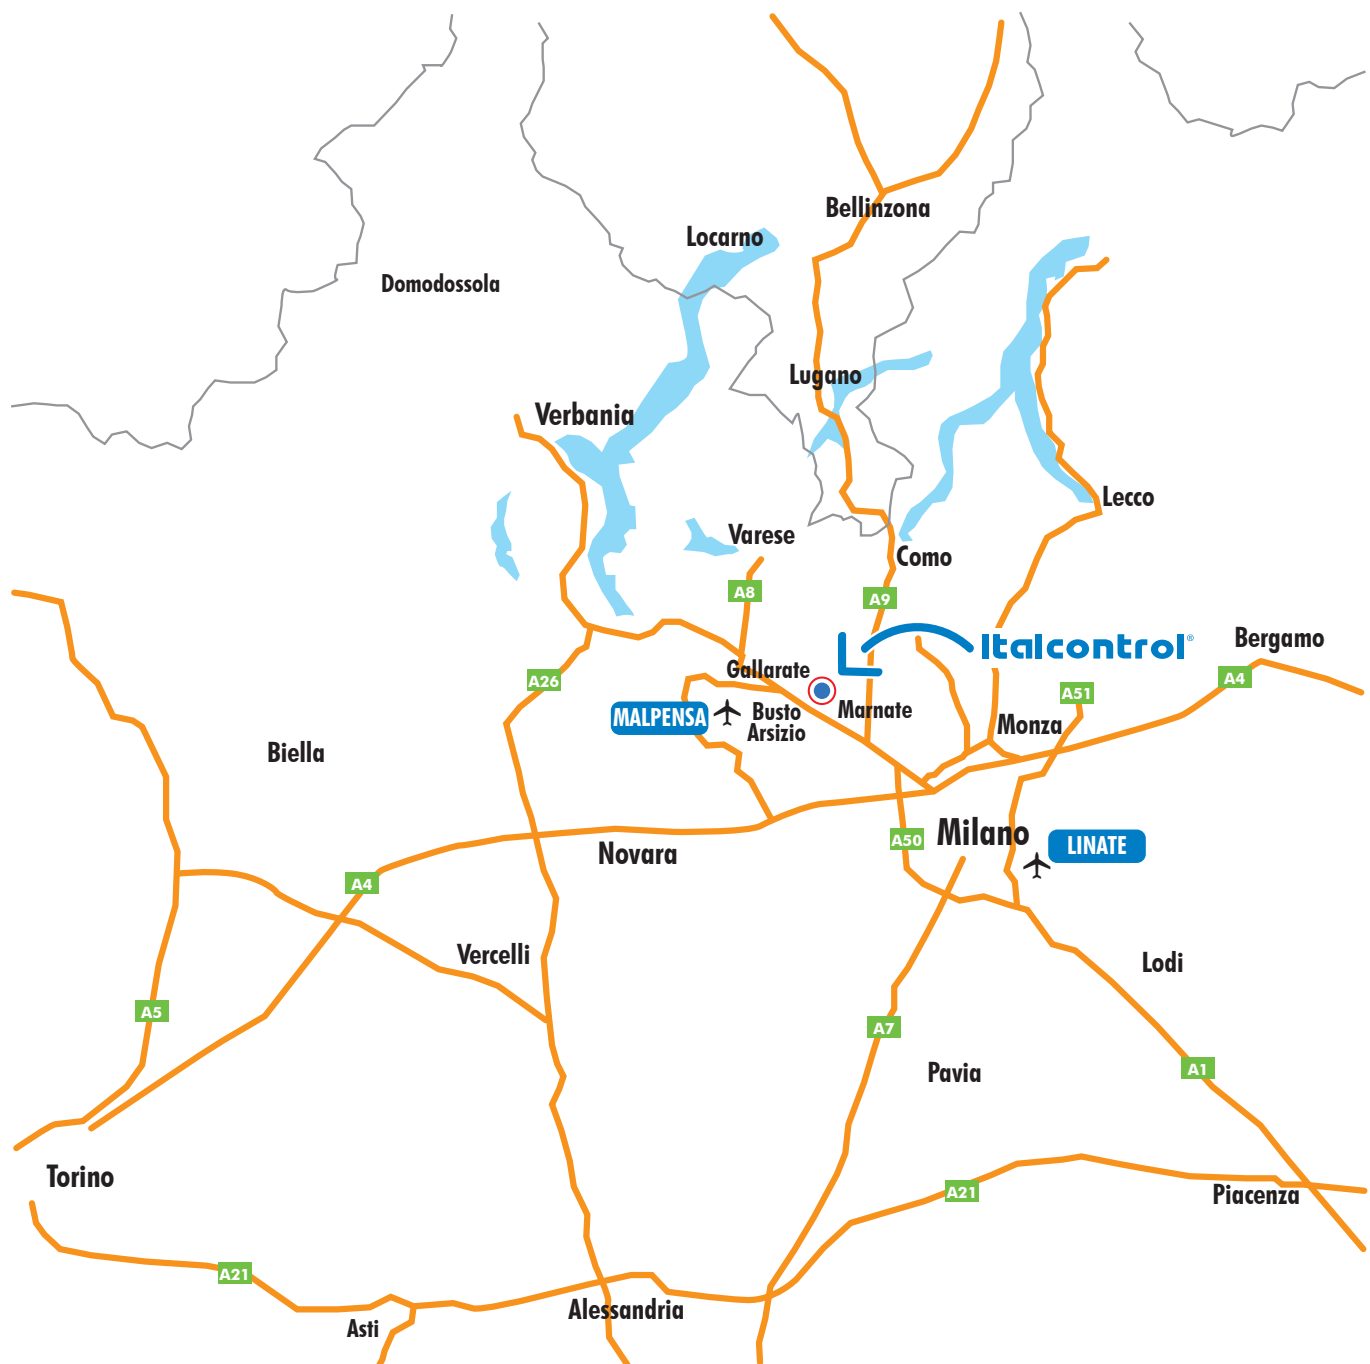 Bellinzona
Locarno
Domodossola
Lugano
Verbania
Lecco
Varese
Como
A8
A9
Italcontrol®
Bergamo
Gallarate
A26
A4
A51
MALPENSA
Busto
Arsizio
Marnate
Monza
Biella
Milano
A50
LINATE
Novara
A4
Vercelli
Lodi
A5
A7
Pavia
A1
Torino
A21
Piacenza
A21
Alessandria
Asti